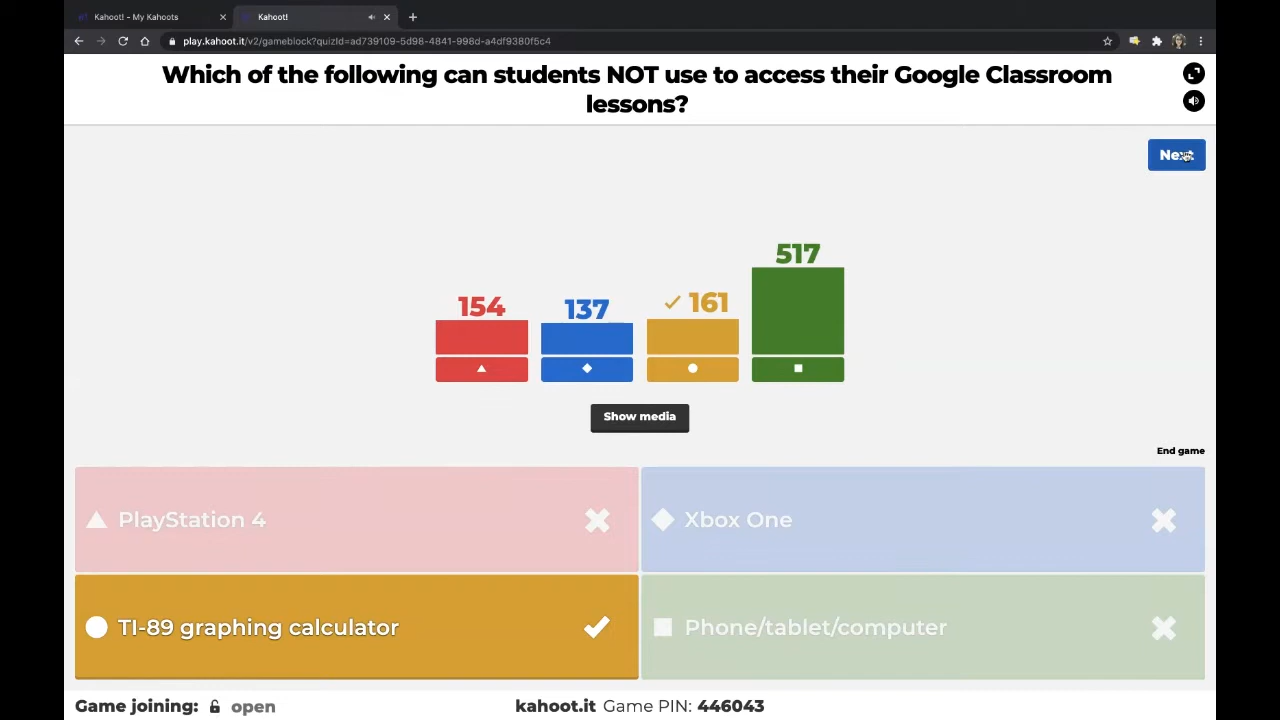 Kahoot! - My Kahoots
Kahoot!
play.kahoot.it/v2/gameblock?quizId=ad739109-5d98-4841-998d-a4df9380f5c4
Which of the following can students NOT use to access their Google Classroom
lessons?
Next
154
137
161
517
Show media
End game
PlayStation 4
Xbox One
TI-89 graphing calculator
Phone/tablet/computer
Game joining: open
kahoot.it Game PIN: 446043